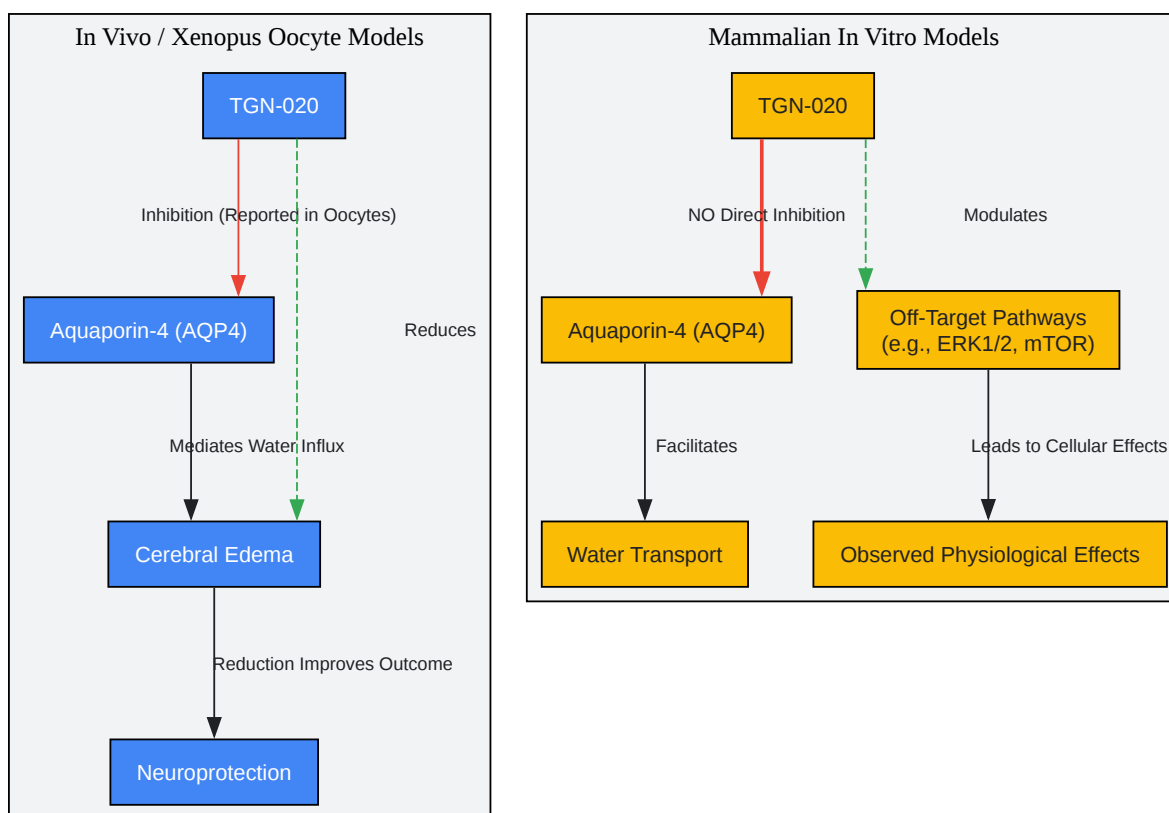 In Vivo / Xenopus Oocyte Models
TGN-020
Inhibition (Reported in Oocytes)
Aquaporin-4 (AQP4)
Reduces
Mediates Water Influx
Cerebral Edema
Reduction Improves Outcome
Neuroprotection
Mammalian In Vitro Models
TGN-020
NO Direct Inhibition
Modulates
Aquaporin-4 (AQP4)
Off-Target Pathways
(e.g., ERK1/2, mTOR)
Facilitates
Leads to Cellular Effects
Water Transport
Observed Physiological Effects